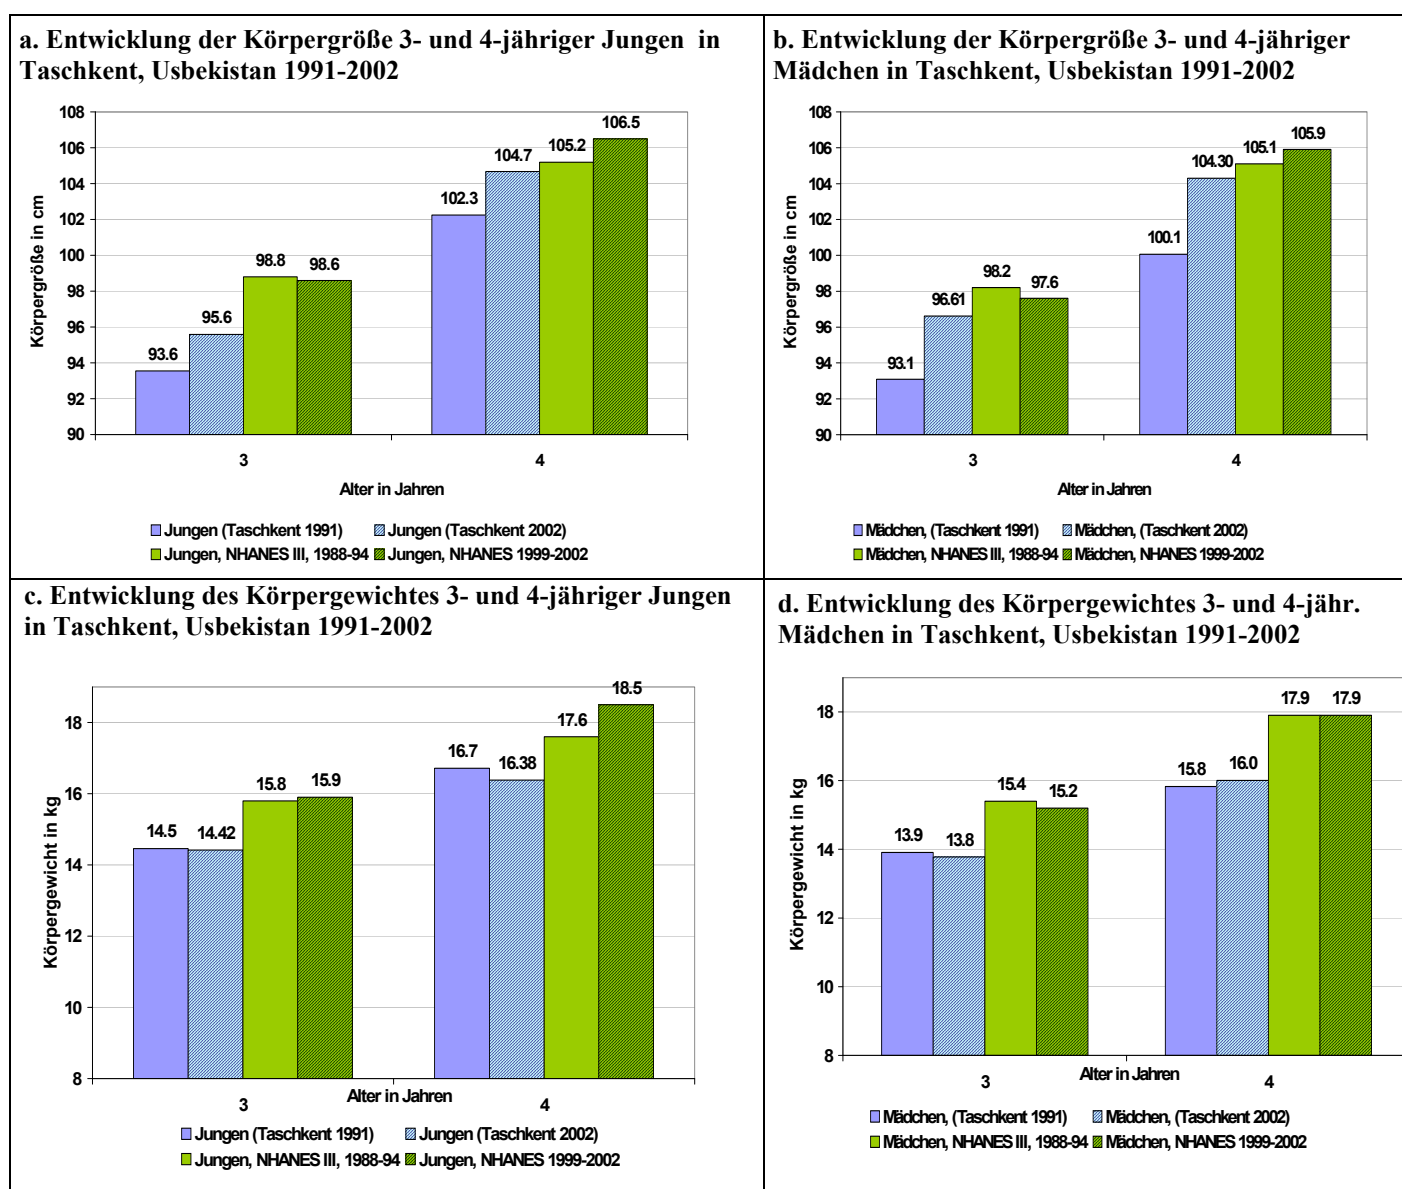 a. Entwicklung der Körpergröße 3- und 4-jähriger Jungen in
Taschkent, Usbekistan 1991-2002
108
106
104
102
100
98
96
94
92
90
Körpergröße in cm
93.6
95.6
98.8
98.6
102.3
104.7
105.2
106.5
3
4
Alter in Jahren
Jungen (Taschkent 1991)
Jungen (Taschkent 2002)
Jungen, NHANES III, 1988-94
Jungen, NHANES 1999-2002
b. Entwicklung der Körpergröße 3- und 4-jähriger
Mädchen in Taschkent, Usbekistan 1991-2002
108
106
104
102
100
98
96
94
92
90
Körpergröße in cm
93.1
96.61
98.2
97.6
100.1
104.30
105.1
105.9
3
4
Alter in Jahren
Mädchen, (Taschkent 1991)
Mädchen, (Taschkent 2002)
Mädchen, NHANES III, 1988-94
Mädchen, NHANES 1999-2002
c. Entwicklung des Körpergewichtes 3- und 4-jähriger Jungen
in Taschkent, Usbekistan 1991-2002
18
16
14
12
10
8
Körpergewicht in kg
14.5
14.42
15.8
15.9
16.7
16.38
17.6
18.5
3
4
Alter in Jahren
Jungen (Taschkent 1991)
Jungen (Taschkent 2002)
Jungen, NHANES III, 1988-94
Jungen, NHANES 1999-2002
d. Entwicklung des Körpergewichtes 3- und 4-jähr.
Mädchen in Taschkent, Usbekistan 1991-2002
18
16
14
12
10
8
Körpergewicht in kg
13.9
13.8
15.4
15.2
15.8
16.0
17.9
17.9
3
4
Alter in Jahren
Mädchen, (Taschkent 1991)
Mädchen, (Taschkent 2002)
Mädchen, NHANES III, 1988-94
Mädchen, NHANES 1999-2002